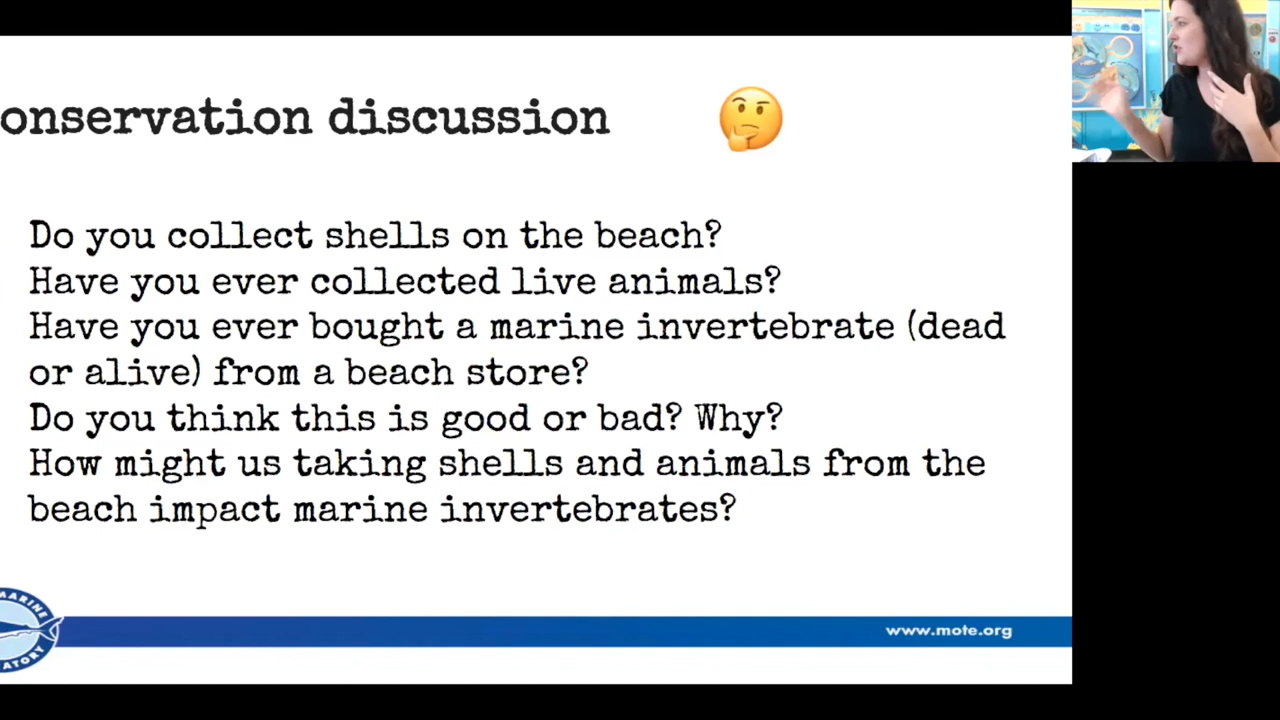 onservation discussion
Do you collect shells on the beach?
Have you ever collected live animals?
Have you ever bought a marine invertebrate (dead
or alive) from a beach store?
Do you think this is good or bad? Why?
How might us taking shells and animals from the
beach impact marine invertebrates?
MARINE
ATORY
www.mote.org